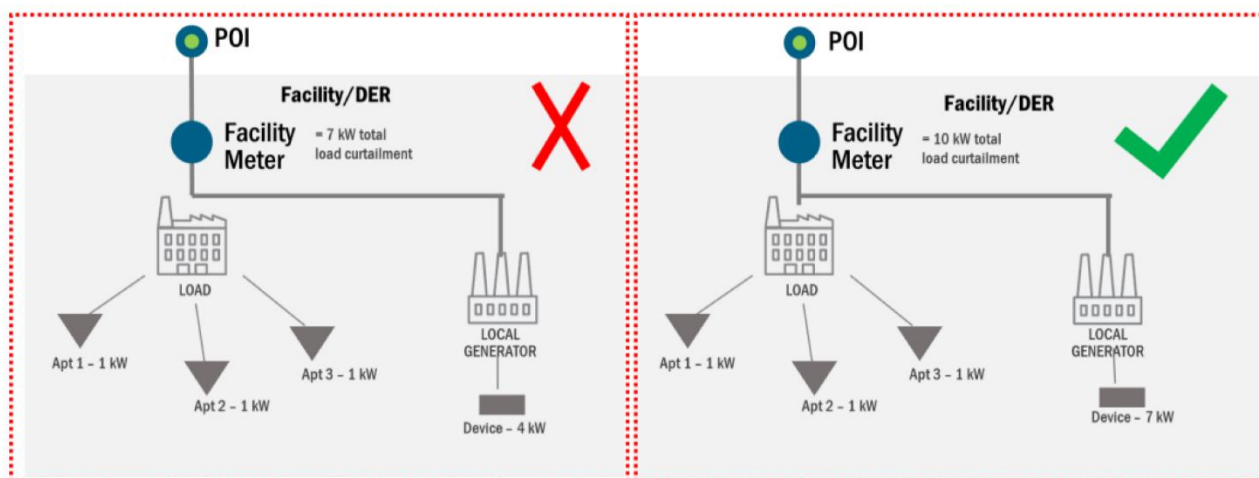 POI
Facility/DER
Facility
Meter
= 7 kW total
load curtailment
LOAD
LOCAL
GENERATOR
Apt 1 – 1 kW
Apt 3 – 1 kW
Apt 2 – 1 kW
Device – 4 kW
POI
Facility/DER
Facility
Meter
= 10 kW total
load curtailment
LOAD
LOCAL
GENERATOR
Apt 1 – 1 kW
Apt 3 – 1 kW
Apt 2 – 1 kW
Device – 7 kW